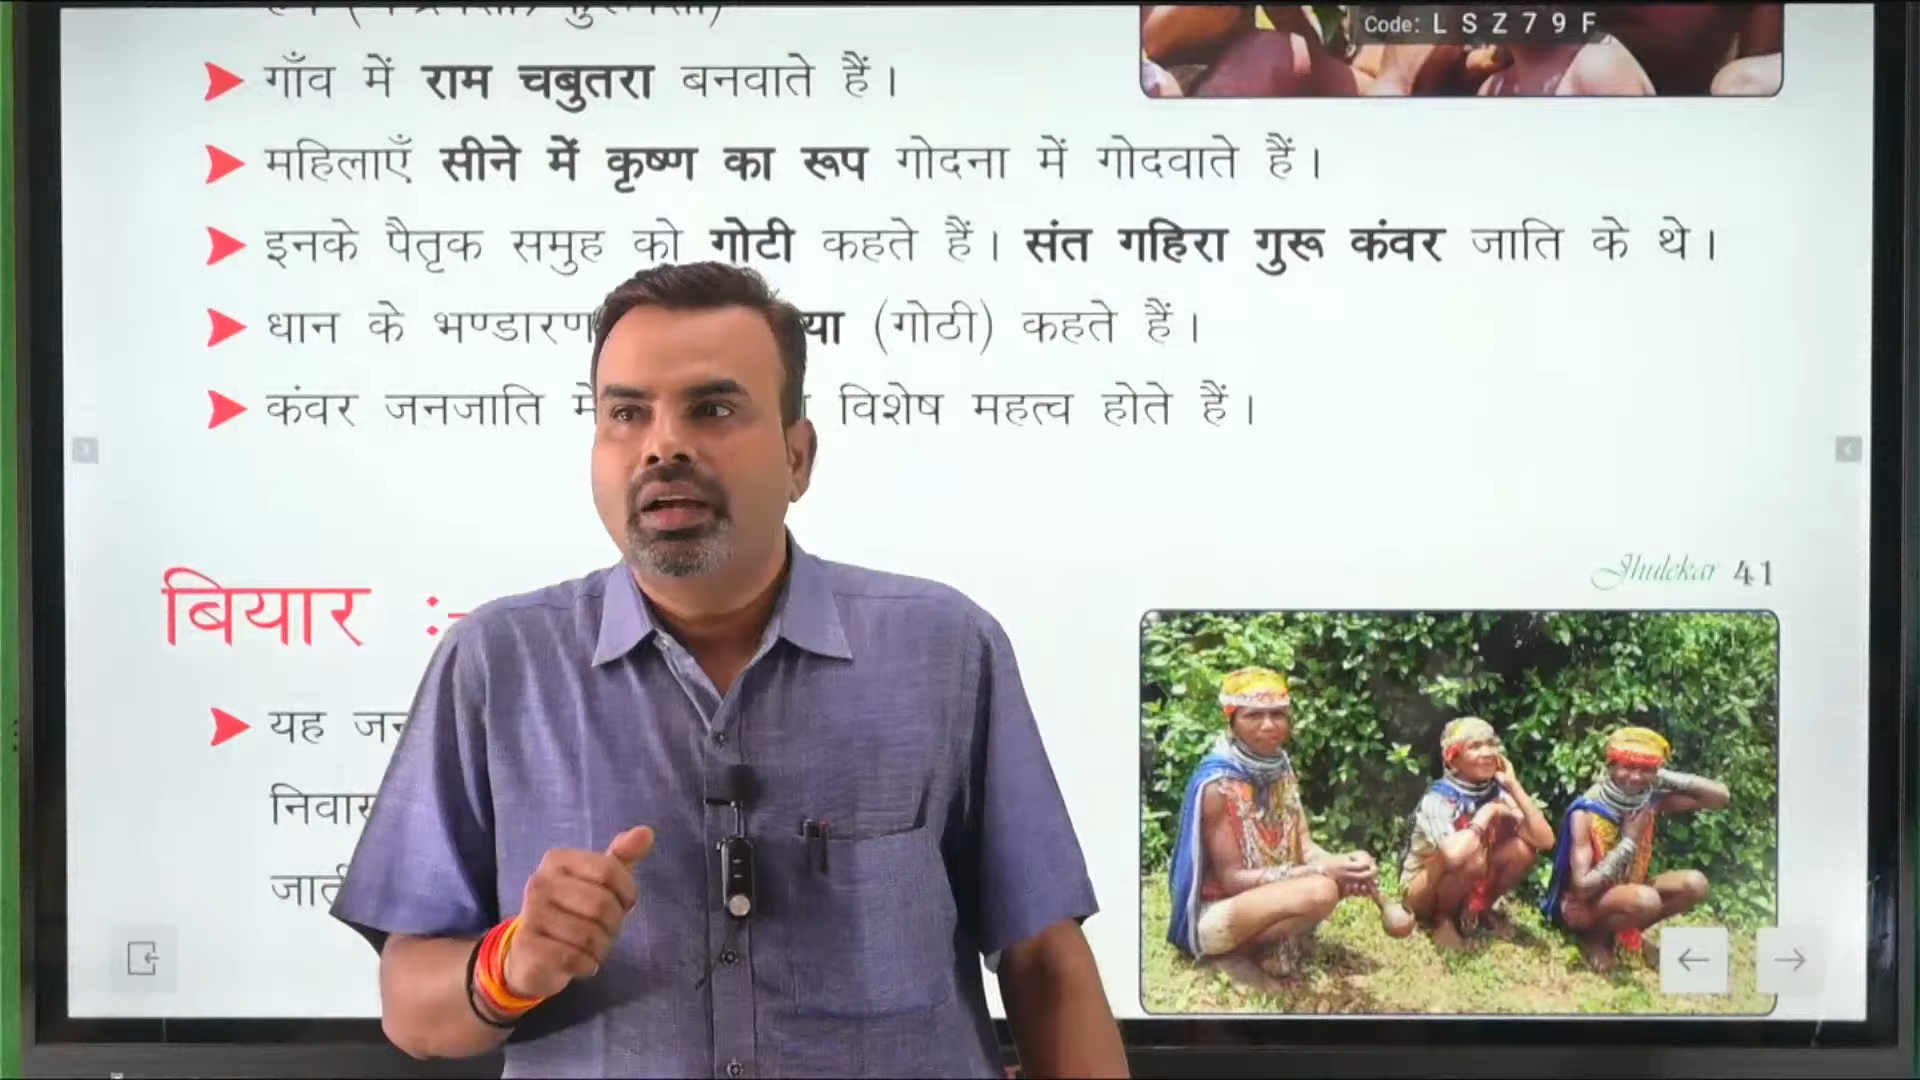 Code: L S Z 7 9 F
गाँव में राम चबुतरा बनवाते हैं।
महिलाएँ सीने में कृष्ण का रूप गोदना में गोदवाते हैं।
इनके पैतृक समुह को गोटी कहते हैं। संत गहिरा गुरू कंवर जाति के थे।
धान के भण्डारण (गोठी) कहते हैं।
कंवर जनजाति में विशेष महत्व होते हैं।
Jhulekar 41
बियार :-
यह